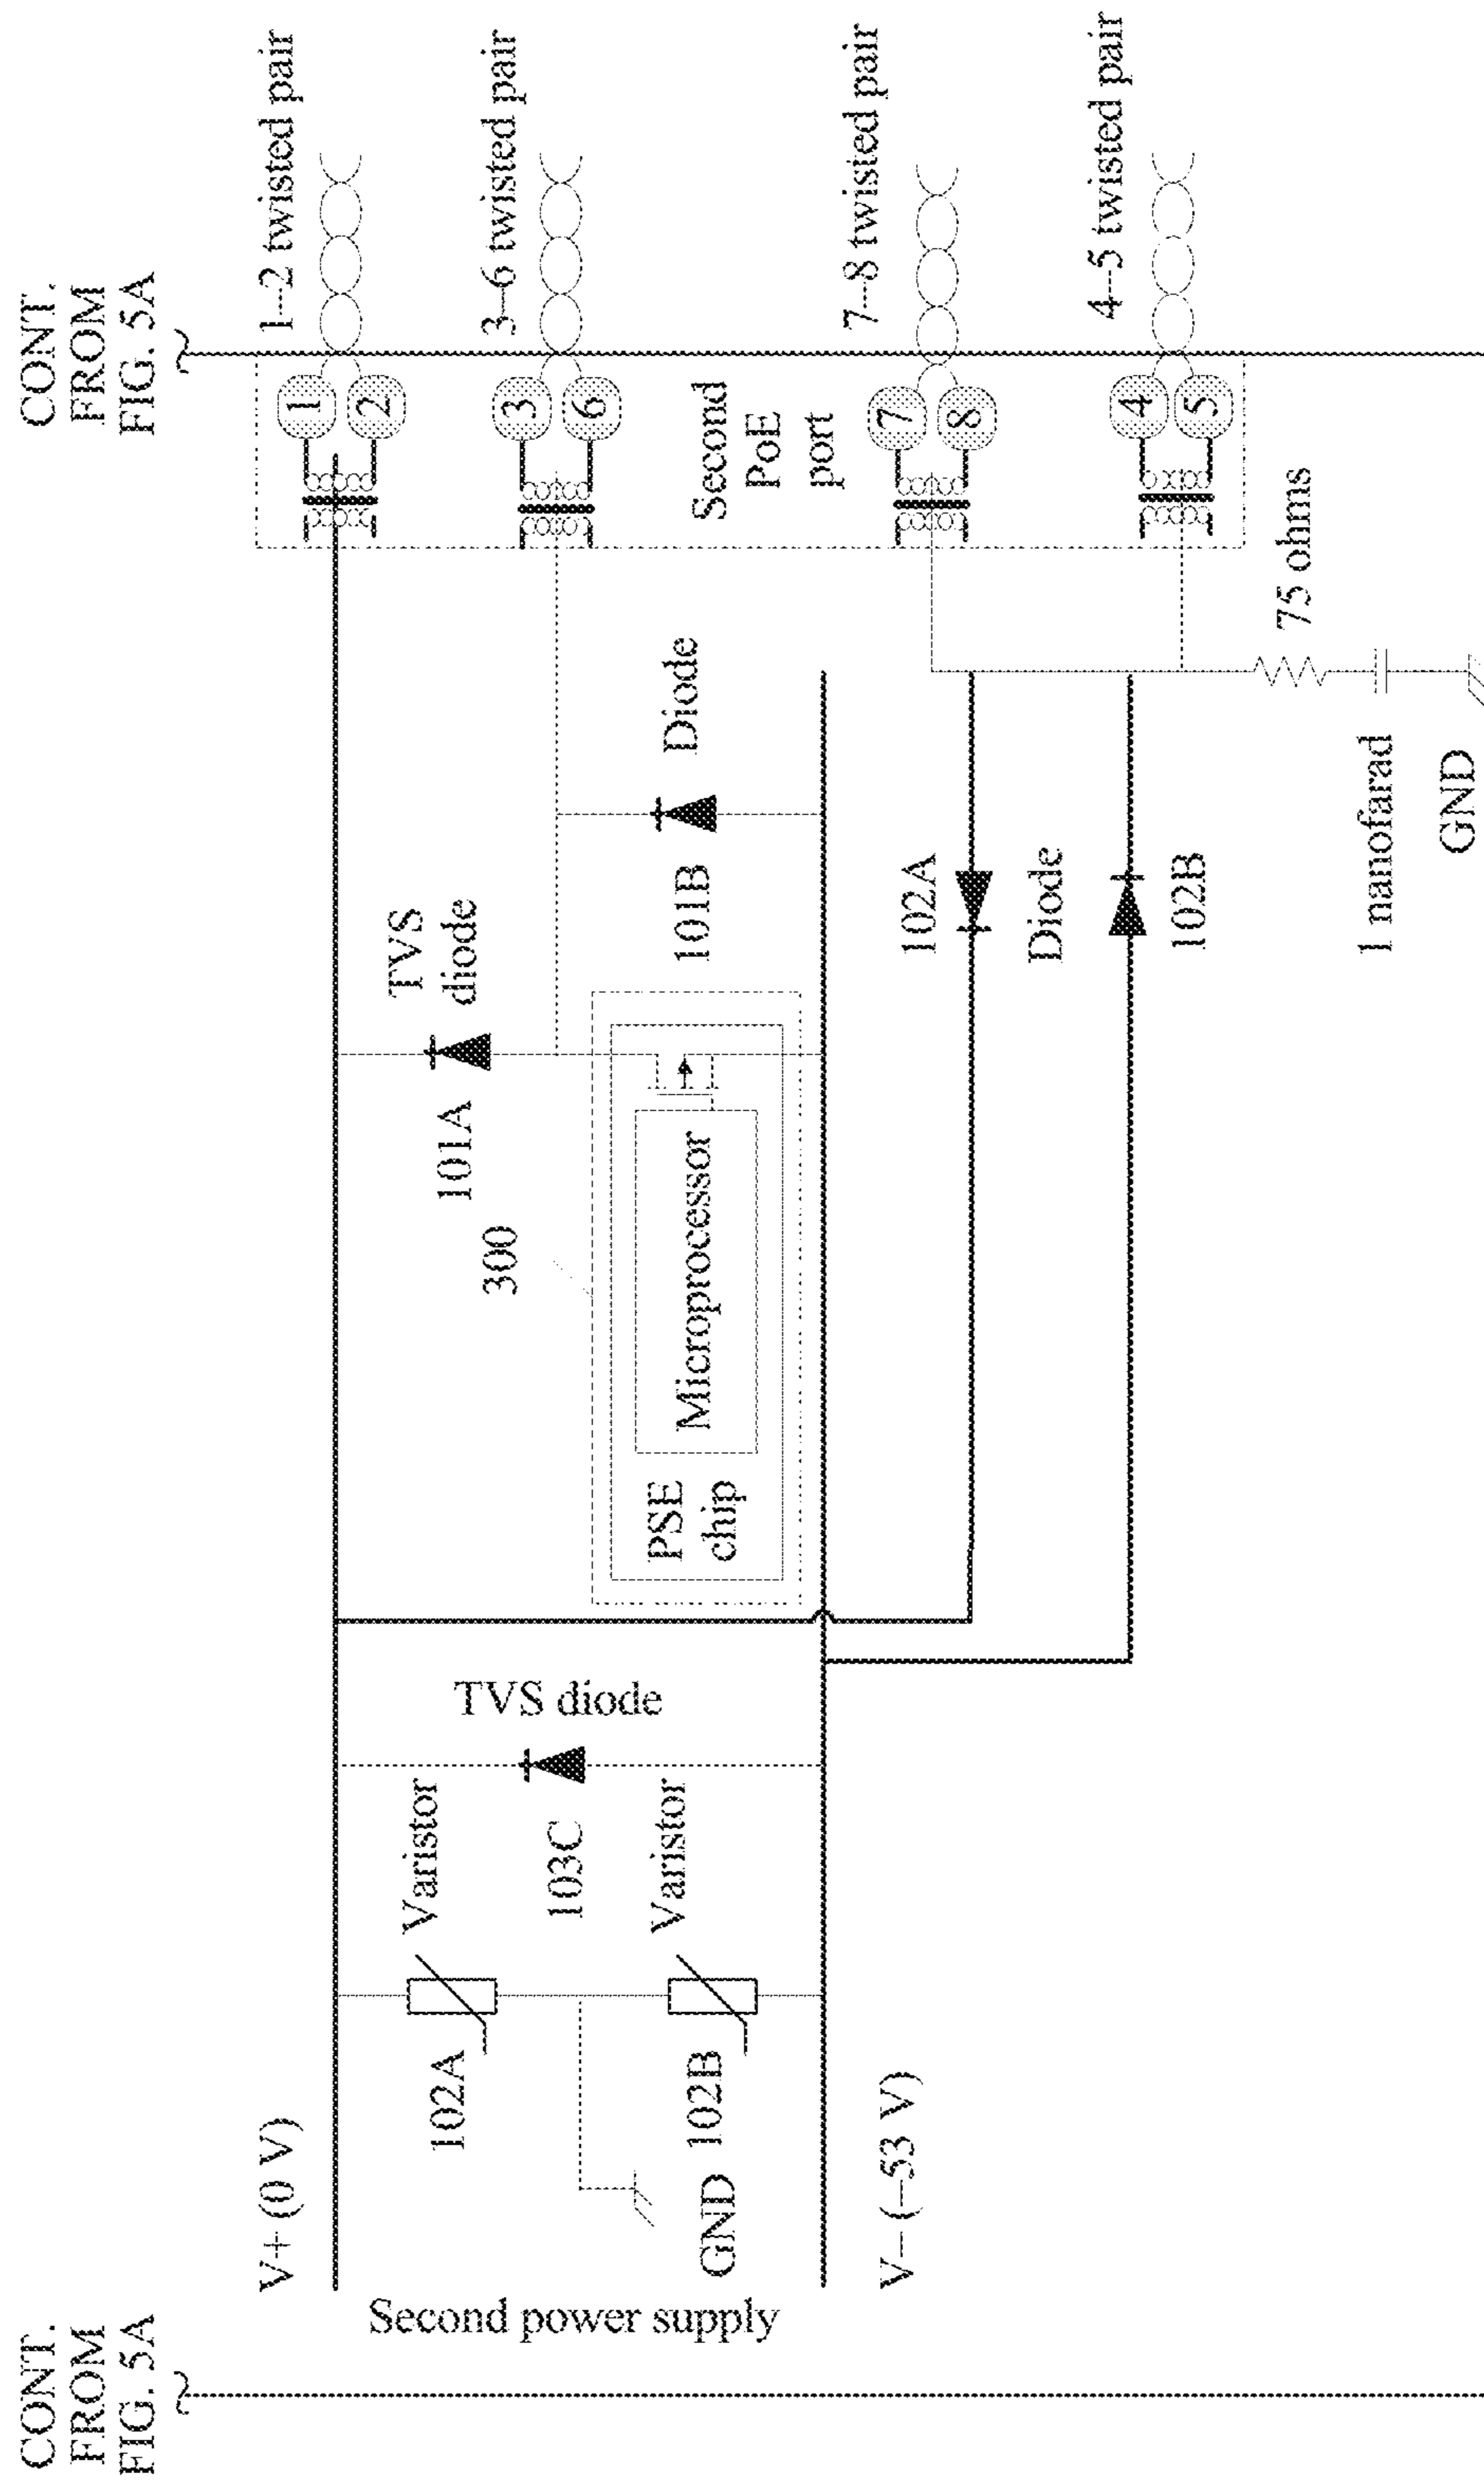 CONT.
FROM
FIG. 5A
CONT.
FROM
FIG. 5A
V+ (0 V)
Second power supply
V– (–53 V)
102A
Varistor
GND
102B
Varistor
103C
TVS diode
300
PSE
chip
Microprocessor
101A
TVS
diode
101B
Diode
102A
Diode
102B
1 nanofarad
GND
75 ohms
Second
PoE
port
1
2
3
6
7
8
4
5
1–2 twisted pair
3–6 twisted pair
7–8 twisted pair
4–5 twisted pair